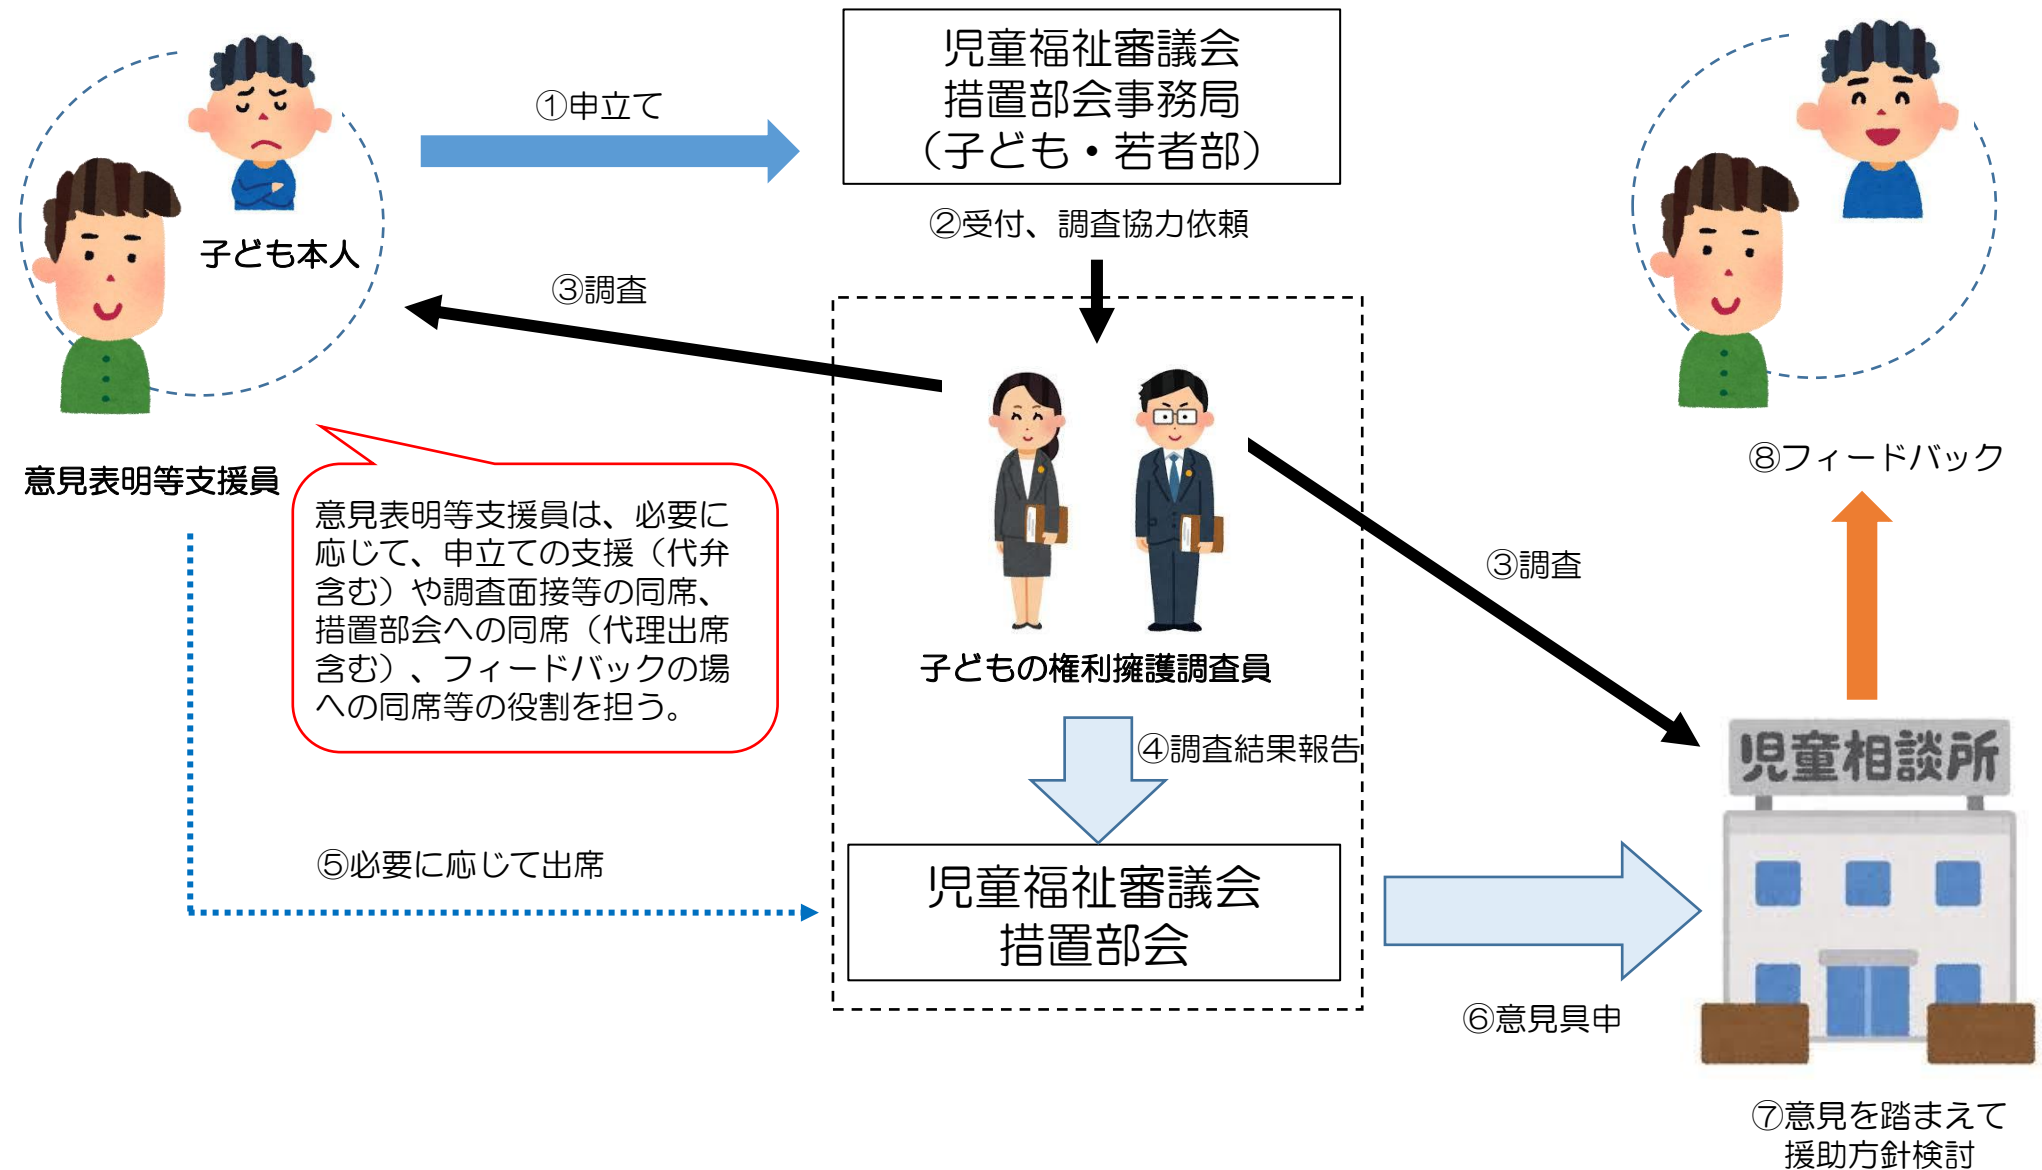 児童福祉審議会
措置部会事務局
（子ども・若者部）
①申立て
②受付、調査協力依頼
子ども本人
③調査
意見表明等支援員
意見表明等支援員は、必要に
応じて、申立ての支援（代弁
含む）や調査面接等の同席、
措置部会への同席（代理出席
含む）、フィードバックの場
への同席等の役割を担う。
子どもの権利擁護調査員
③調査
⑧フィードバック
④調査結果報告
児童相談所
⑤必要に応じて出席
児童福祉審議会
措置部会
⑥意見具申
⑦意見を踏まえて
援助方針検討